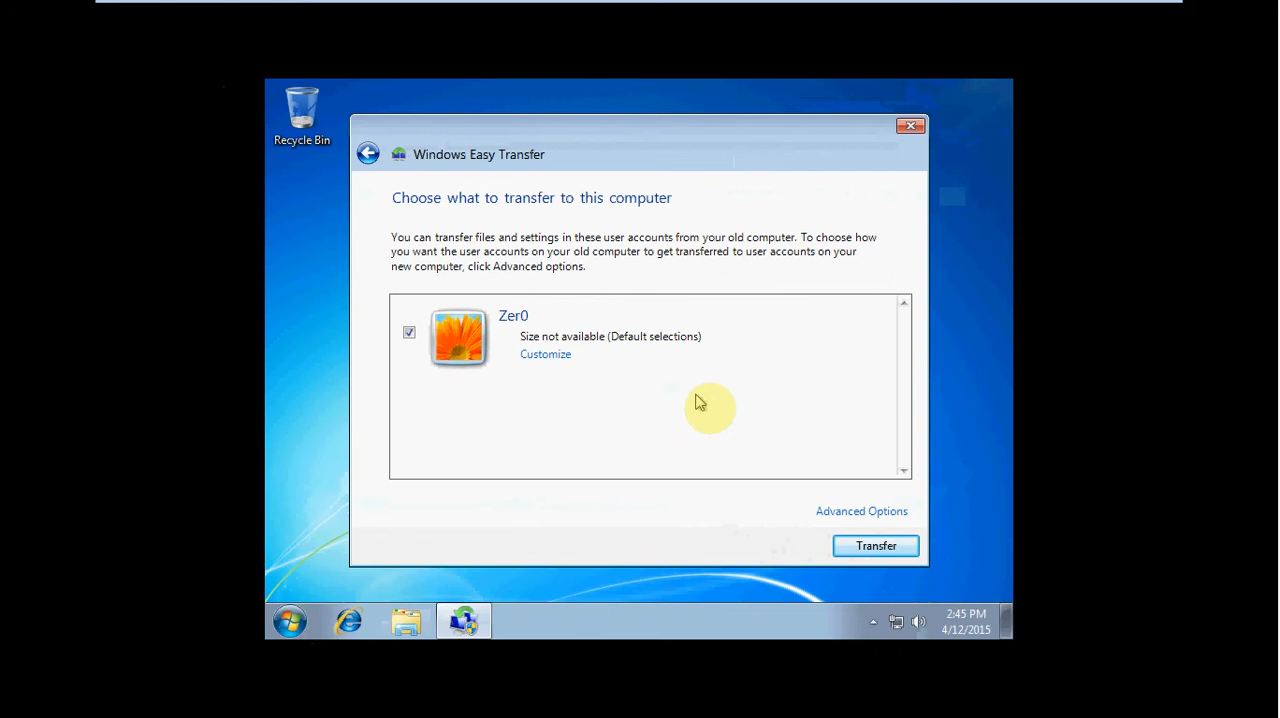 Recycle Bin
Windows Easy Transfer
Choose what to transfer to this computer
You can transfer files and settings in these user accounts from your old computer. To choose how
you want the user accounts on your old computer to get transferred to user accounts on your
new computer, click Advanced options.
Zer0
Size not available (Default selections)
Customize
Advanced Options
Transfer
2:45 PM
4/12/2015